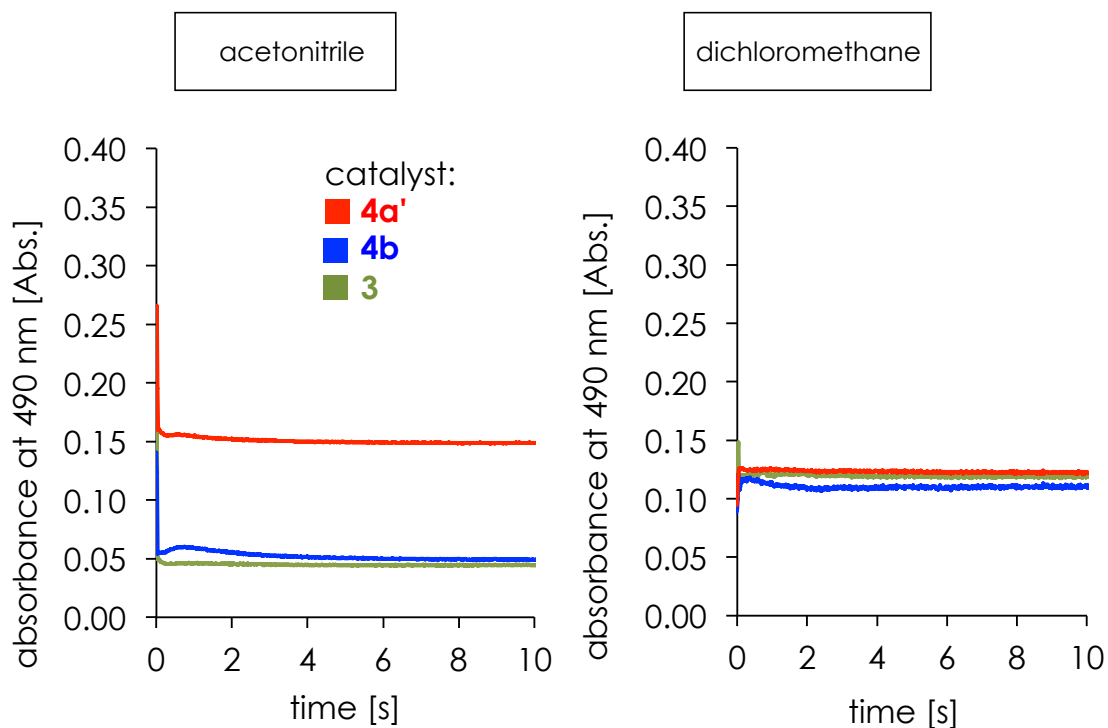 acetonitrile
dichloromethane
absorbance at 490 nm [Abs.]
0.40
0.35
0.30
0.25
0.20
0.15
0.10
0.05
0.00
0 2 4 6 8 10
time [s]
catalyst:
4a'
4b
3
absorbance at 490 nm [Abs.]
0.40
0.35
0.30
0.25
0.20
0.15
0.10
0.05
0.00
0 2 4 6 8 10
time [s]